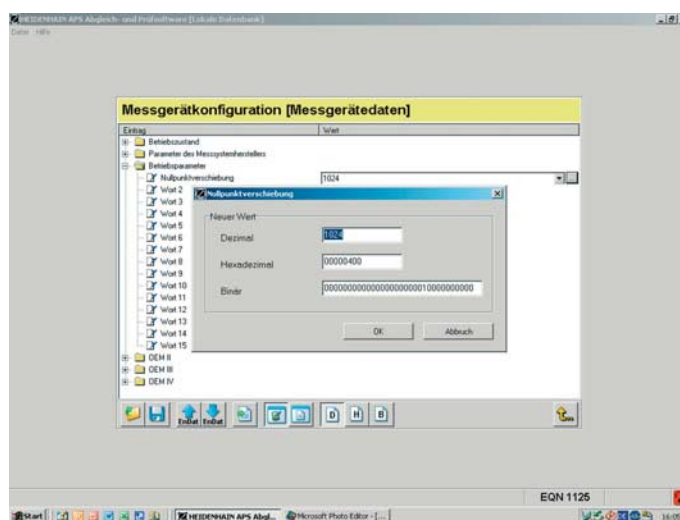 HEIDENHAIN APS Abgleich- und Prüfsoftware [Lokale Datenbank]
Datei Hilfe
Messgerätkonfiguration [Messgerätedaten]
Eintrag Wert
Betriebszustand
Parameter des Messsystemherstellers
Betriebsparameter
Nullpunktverschiebung 1024
Wort 2
Wort 3
Wort 4
Wort 5
Wort 6
Wort 7
Wort 8
Wort 9
Wort 10
Wort 11
Wort 12
Wort 13
Wort 14
Wort 15
OEM II
OEM III
OEM IV
Nullpunktverschiebung
Neuer Wert
Dezimal 1024
Hexadezimal 00000400
Binär
OK Abbruch
EnDat EnDat D H B
EQN 1125
Start HEIDENHAIN APS Abgl... Microsoft Photo Editor - [...] 16:05